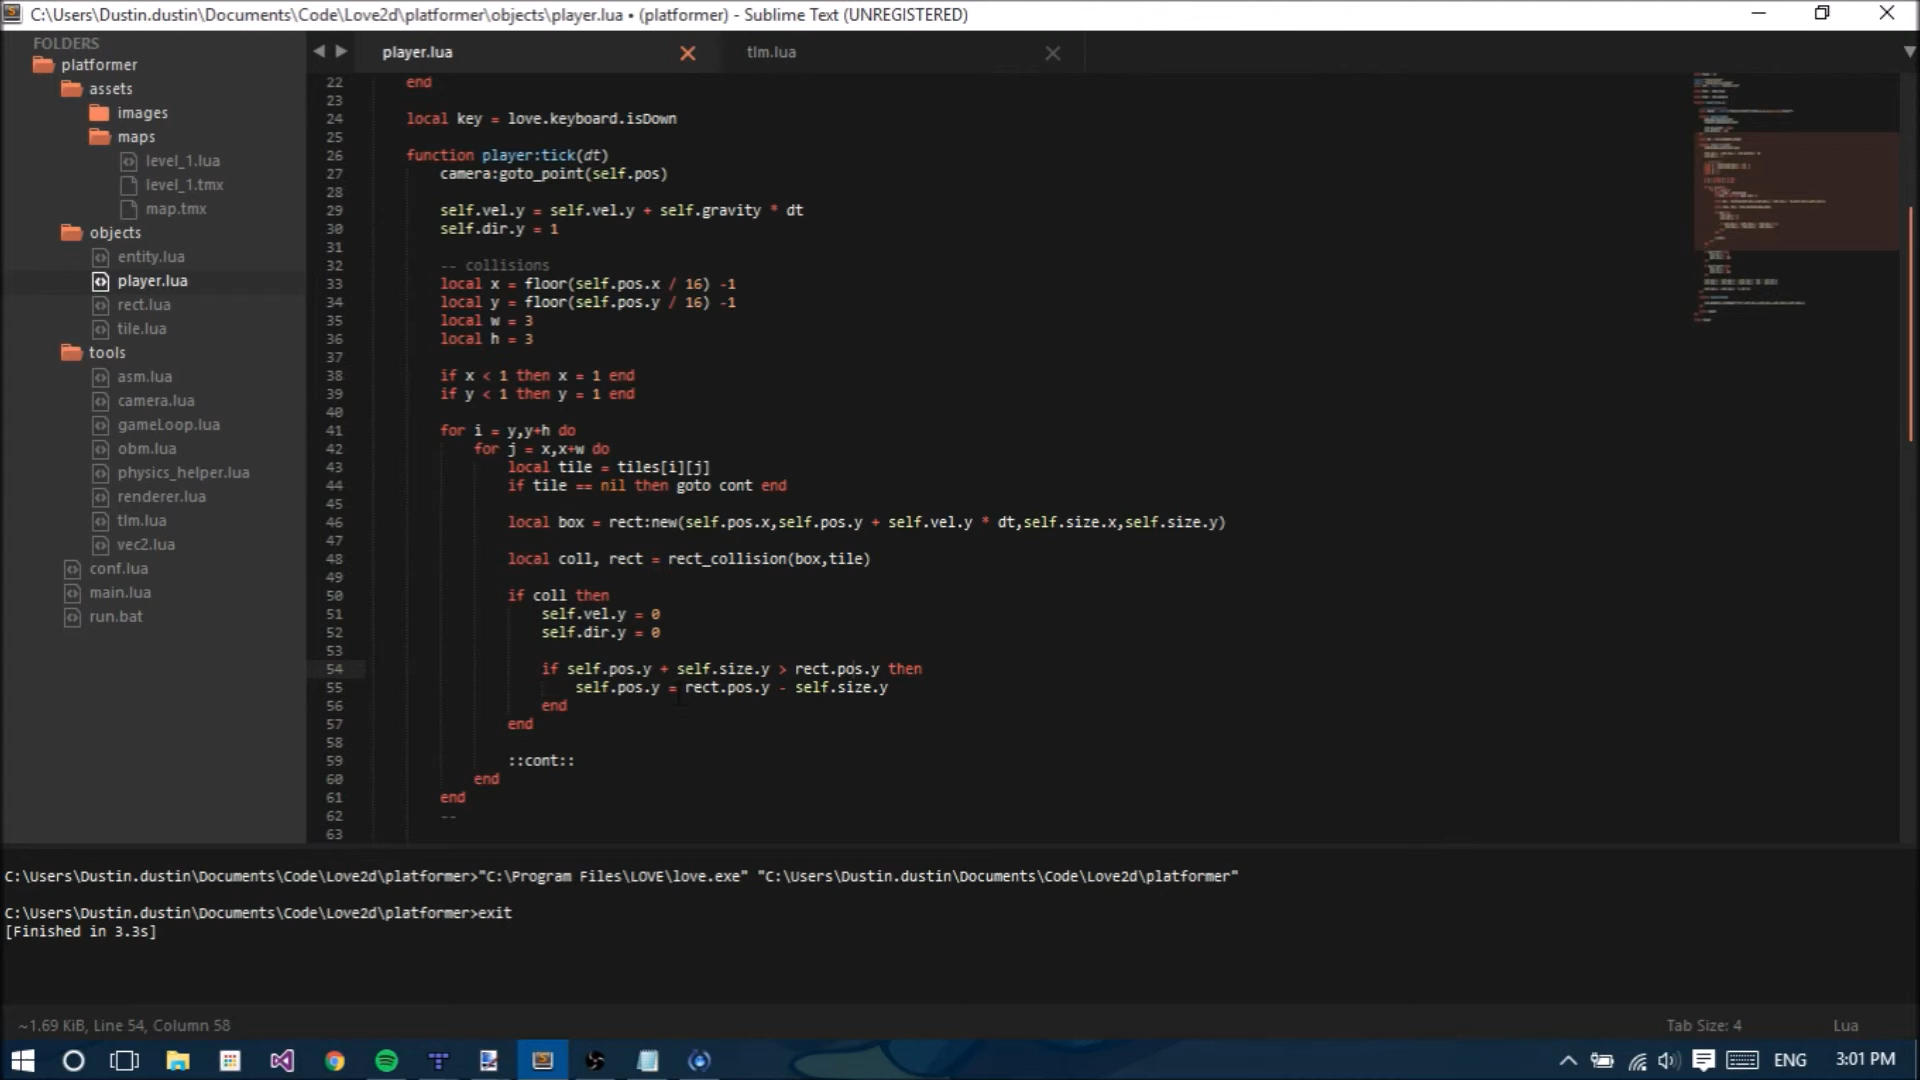 C:\Users\Dustin.dustin\Documents\Code\Love2d\platformer\objects\player.lua • (platformer) - Sublime Text (UNREGISTERED)
FOLDERS
platformer
assets
images
maps
level_1.lua
level_1.tmx
map.tmx
objects
entity.lua
player.lua
rect.lua
tile.lua
tools
asm.lua
camera.lua
gameLoop.lua
obm.lua
physics_helper.lua
renderer.lua
tlm.lua
vec2.lua
conf.lua
main.lua
run.bat
player.lua
tlm.lua
22 end
23
24 local key = love.keyboard.isDown
25
26 function player:tick(dt)
27 camera:goto_point(self.pos)
28
29 self.vel.y = self.vel.y + self.gravity * dt
30 self.dir.y = 1
31
32 -- collisions
33 local x = floor(self.pos.x / 16) -1
34 local y = floor(self.pos.y / 16) -1
35 local w = 3
36 local h = 3
37
38 if x < 1 then x = 1 end
39 if y < 1 then y = 1 end
40
41 for i = y,y+h do
42 for j = x,x+w do
43 local tile = tiles[i][j]
44 if tile == nil then goto cont end
45
46 local box = rect:new(self.pos.x,self.pos.y + self.vel.y * dt,self.size.x,self.size.y)
47
48 local coll, rect = rect_collision(box,tile)
49
50 if coll then
51 self.vel.y = 0
52 self.dir.y = 0
53
54 if self.pos.y + self.size.y > rect.pos.y then
55 self.pos.y = rect.pos.y - self.size.y
56 end
57 end
58
59 ::cont::
60 end
61 end
62 --
63
C:\Users\Dustin.dustin\Documents\Code\Love2d\platformer>"C:\Program Files\LOVE\love.exe" "C:\Users\Dustin.dustin\Documents\Code\Love2d\platformer"
C:\Users\Dustin.dustin\Documents\Code\Love2d\platformer>exit
[Finished in 3.3s]
~1.69 KiB, Line 54, Column 58
Tab Size: 4
Lua
ENG
3:01 PM